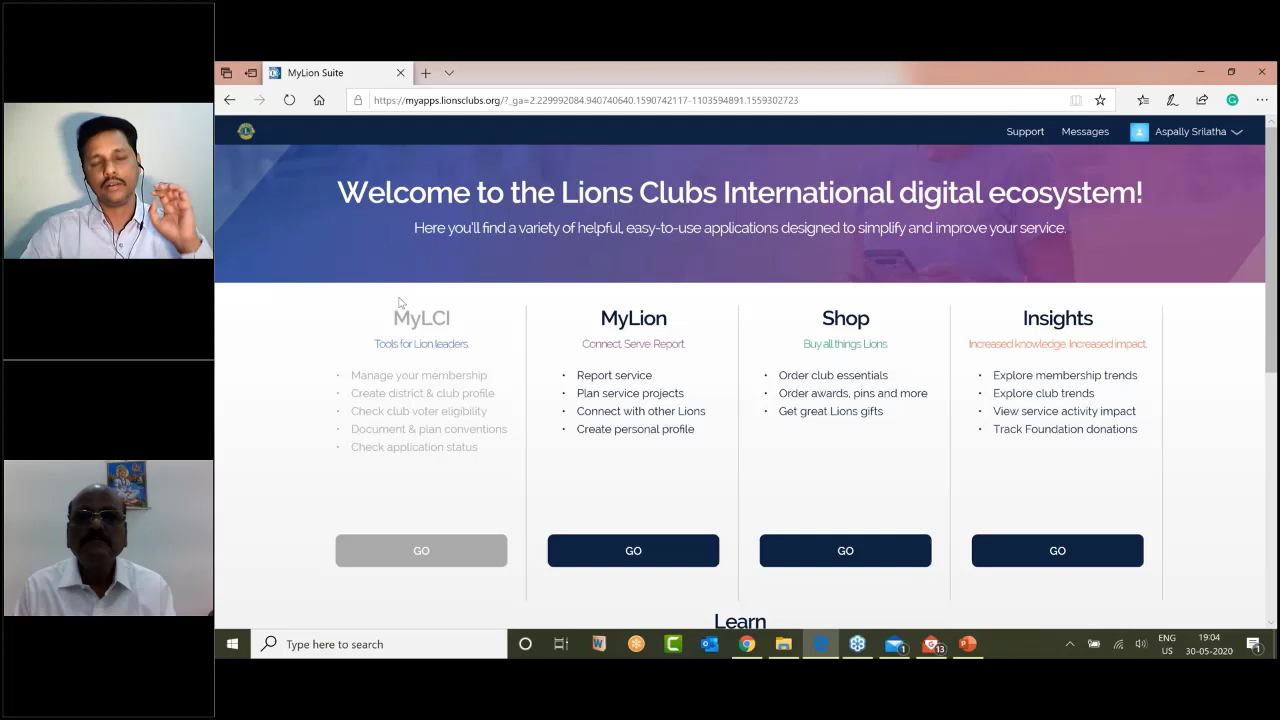 MyLion Suite
https://myapps.lionsclubs.org/?_ga=2.229992084.940740640.1590742117-1103594891.1559302723
Support Messages Aspally Srilatha
Welcome to the Lions Clubs International digital ecosystem!
Here you'll find a variety of helpful, easy-to-use applications designed to simplify and improve your service.
MyLCI
Tools for Lion leaders.
• Manage your membership
• Create district & club profile
• Check club voter eligibility
• Document & plan conventions
• Check application status
GO
MyLion
Connect. Serve. Report.
• Report service
• Plan service projects
• Connect with other Lions
• Create personal profile
GO
Shop
Buy all things Lions.
• Order club essentials
• Order awards, pins and more
• Get great Lions gifts
GO
Insights
Increased knowledge. Increased impact.
• Explore membership trends
• Explore club trends
• View service activity impact
• Track Foundation donations
GO
Learn
Type here to search
W
1
13
ENG
US
19:04
30-05-2020
1